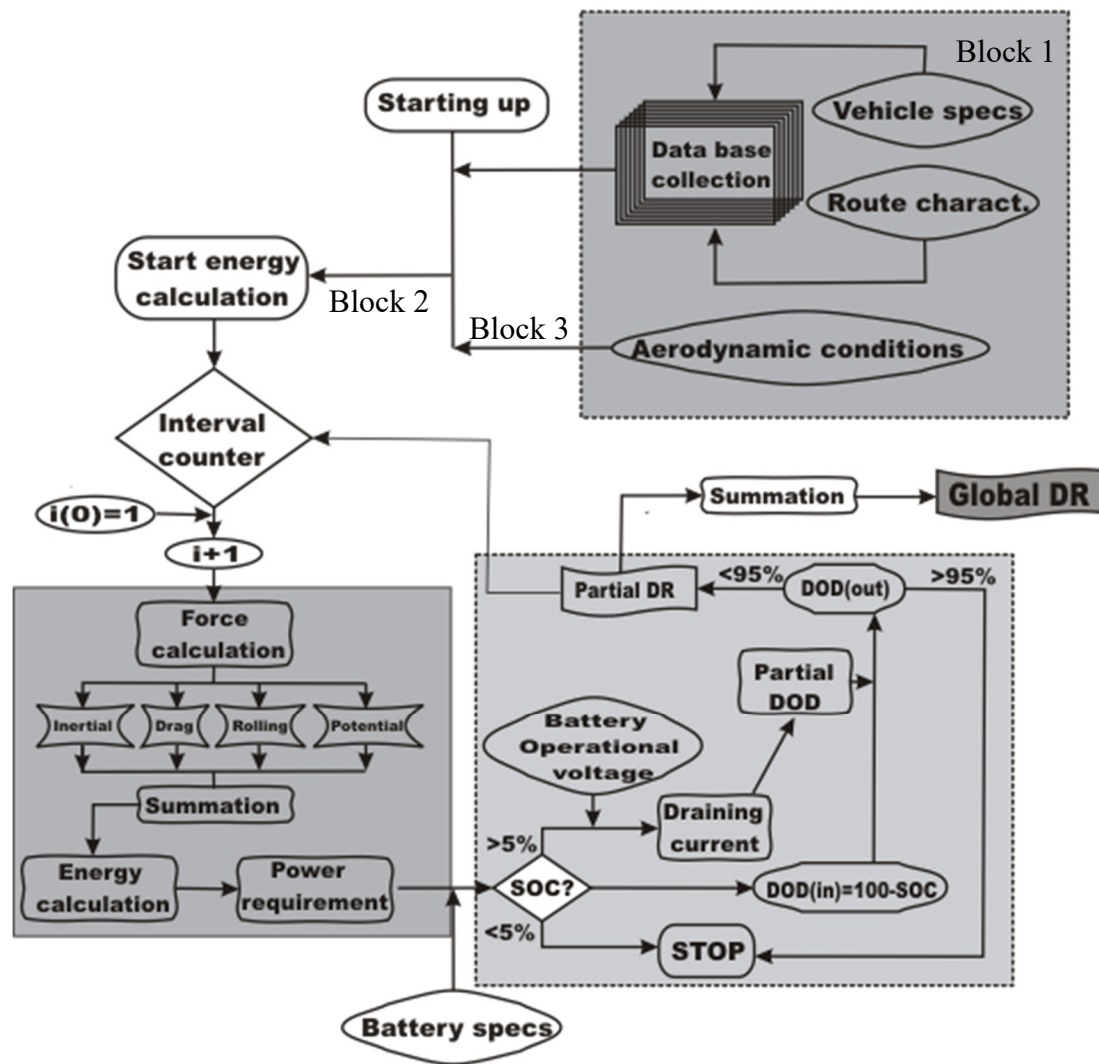 Block 1
Starting up
Vehicle specs
Data base
collection
Route charact.
Start energy
calculation
Block 2
Block 3
Aerodynamic conditions
Interval
counter
Summation
Global DR
i(0)=1
i+1
Partial DR
<95%
DOD(out)
>95%
Force
calculation
Partial
DOD
Inertial
Drag
Rolling
Potential
Battery
Operational
voltage
Summation
Draining
current
>5%
Energy
calculation
Power
requirement
SOC?
DOD(in)=100-SOC
<5%
STOP
Battery specs